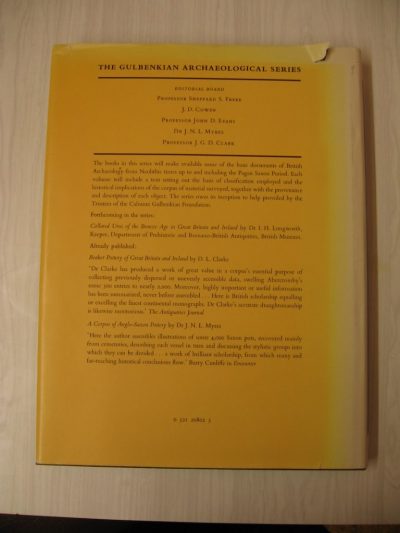 THE GULBENKIAN ARCHAEOLOGICAL SERIES
EDITORIAL BOARD
PROFESSOR SHEPPARD S. FRERE
J. D. COWEN
PROFESSOR JOHN D. EVANS
DR J. N. L. MYRES
PROFESSOR J. G. D. CLARK
The books in this series will make available some of the basic documents of British
Archaeology from Neolithic times up to and including the Pagan Saxon Period. Each
volume will include a text setting out the basis of classification employed and the
historical implications of the corpus of material surveyed, together with the provenance
and description of each object. The series owes its inception to help provided by the
Trustees of the Calouste Gulbenkian Foundation.
Forthcoming in the series:
Collared Urns of the Bronze Age in Great Britain and Ireland by Dr I. H. Longworth,
Keeper, Department of Prehistoric and Romano-British Antiquities, British Museum.
Already published:
Beaker Pottery of Great Britain and Ireland by D. L. Clarke
'Dr Clarke has produced a work of great value in a corpus's essential purpose of
collecting previously dispersed or unevenly accessible data, swelling Abercromby's
some 500 entries to nearly 2,000. Moreover, highly important or useful information
has been summarized, never before assembled . . . Here is British scholarship equalling
or excelling the finest continental monographs. Dr Clarke's accurate draughtsmanship
is likewise meritorious.' The Antiquaries Journal
A Corpus of Anglo-Saxon Pottery by Dr J. N. L. Myres
'Here the author assembles illustrations of some 4,000 Saxon pots, recovered mainly
from cemeteries, describing each vessel in turn and discussing the stylistic groups into
which they can be divided . . . a work of brilliant scholarship, from which many and
far-reaching historical conclusions flow.' Barry Cunliffe in Encounter
0 521